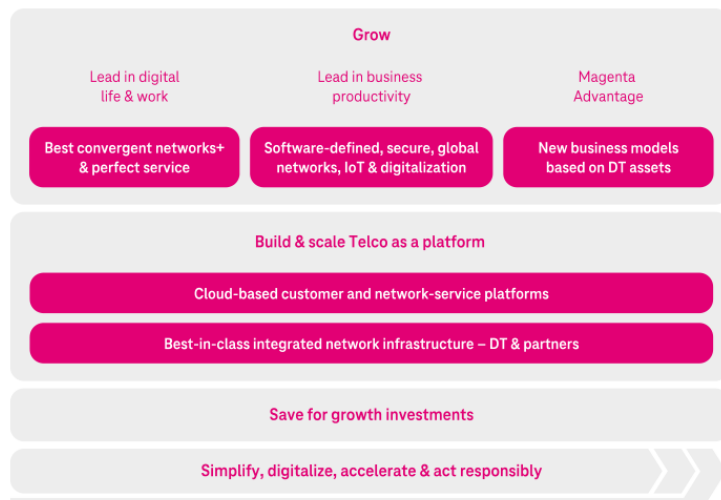 Grow
Lead in digital
life & work
Lead in business
productivity
Magenta
Advantage
Best convergent networks+
& perfect service
Software-defined, secure, global
networks, IoT & digitalization
New business models
based on DT assets
Build & scale Telco as a platform
Cloud-based customer and network-service platforms
Best-in-class integrated network infrastructure – DT & partners
Save for growth investments
Simplify, digitalize, accelerate & act responsibly